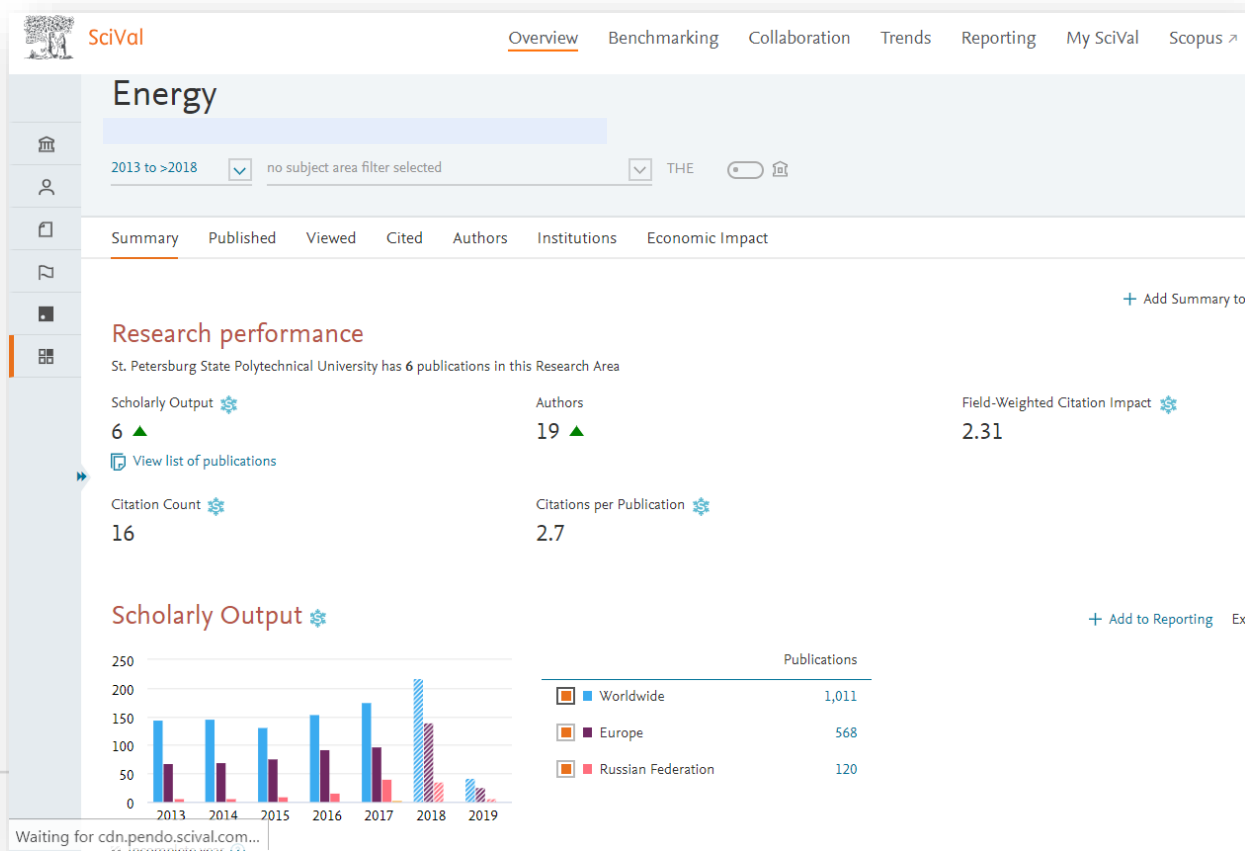 SciVal
Overview Benchmarking Collaboration Trends Reporting My SciVal Scopus ↗
Energy
2013 to >2018 no subject area filter selected THE
Summary Published Viewed Cited Authors Institutions Economic Impact
+ Add Summary to
Research performance
St. Petersburg State Polytechnical University has 6 publications in this Research Area
Scholarly Output Authors Field-Weighted Citation Impact
6 19 2.31
View list of publications
Citation Count Citations per Publication
16 2.7
Scholarly Output
+ Add to Reporting Ex
Publications
Worldwide 1,011
Europe 568
Russian Federation 120
250
200
150
100
50
0
2013 2014 2015 2016 2017 2018 2019
Waiting for cdn.pendo.scival.com...